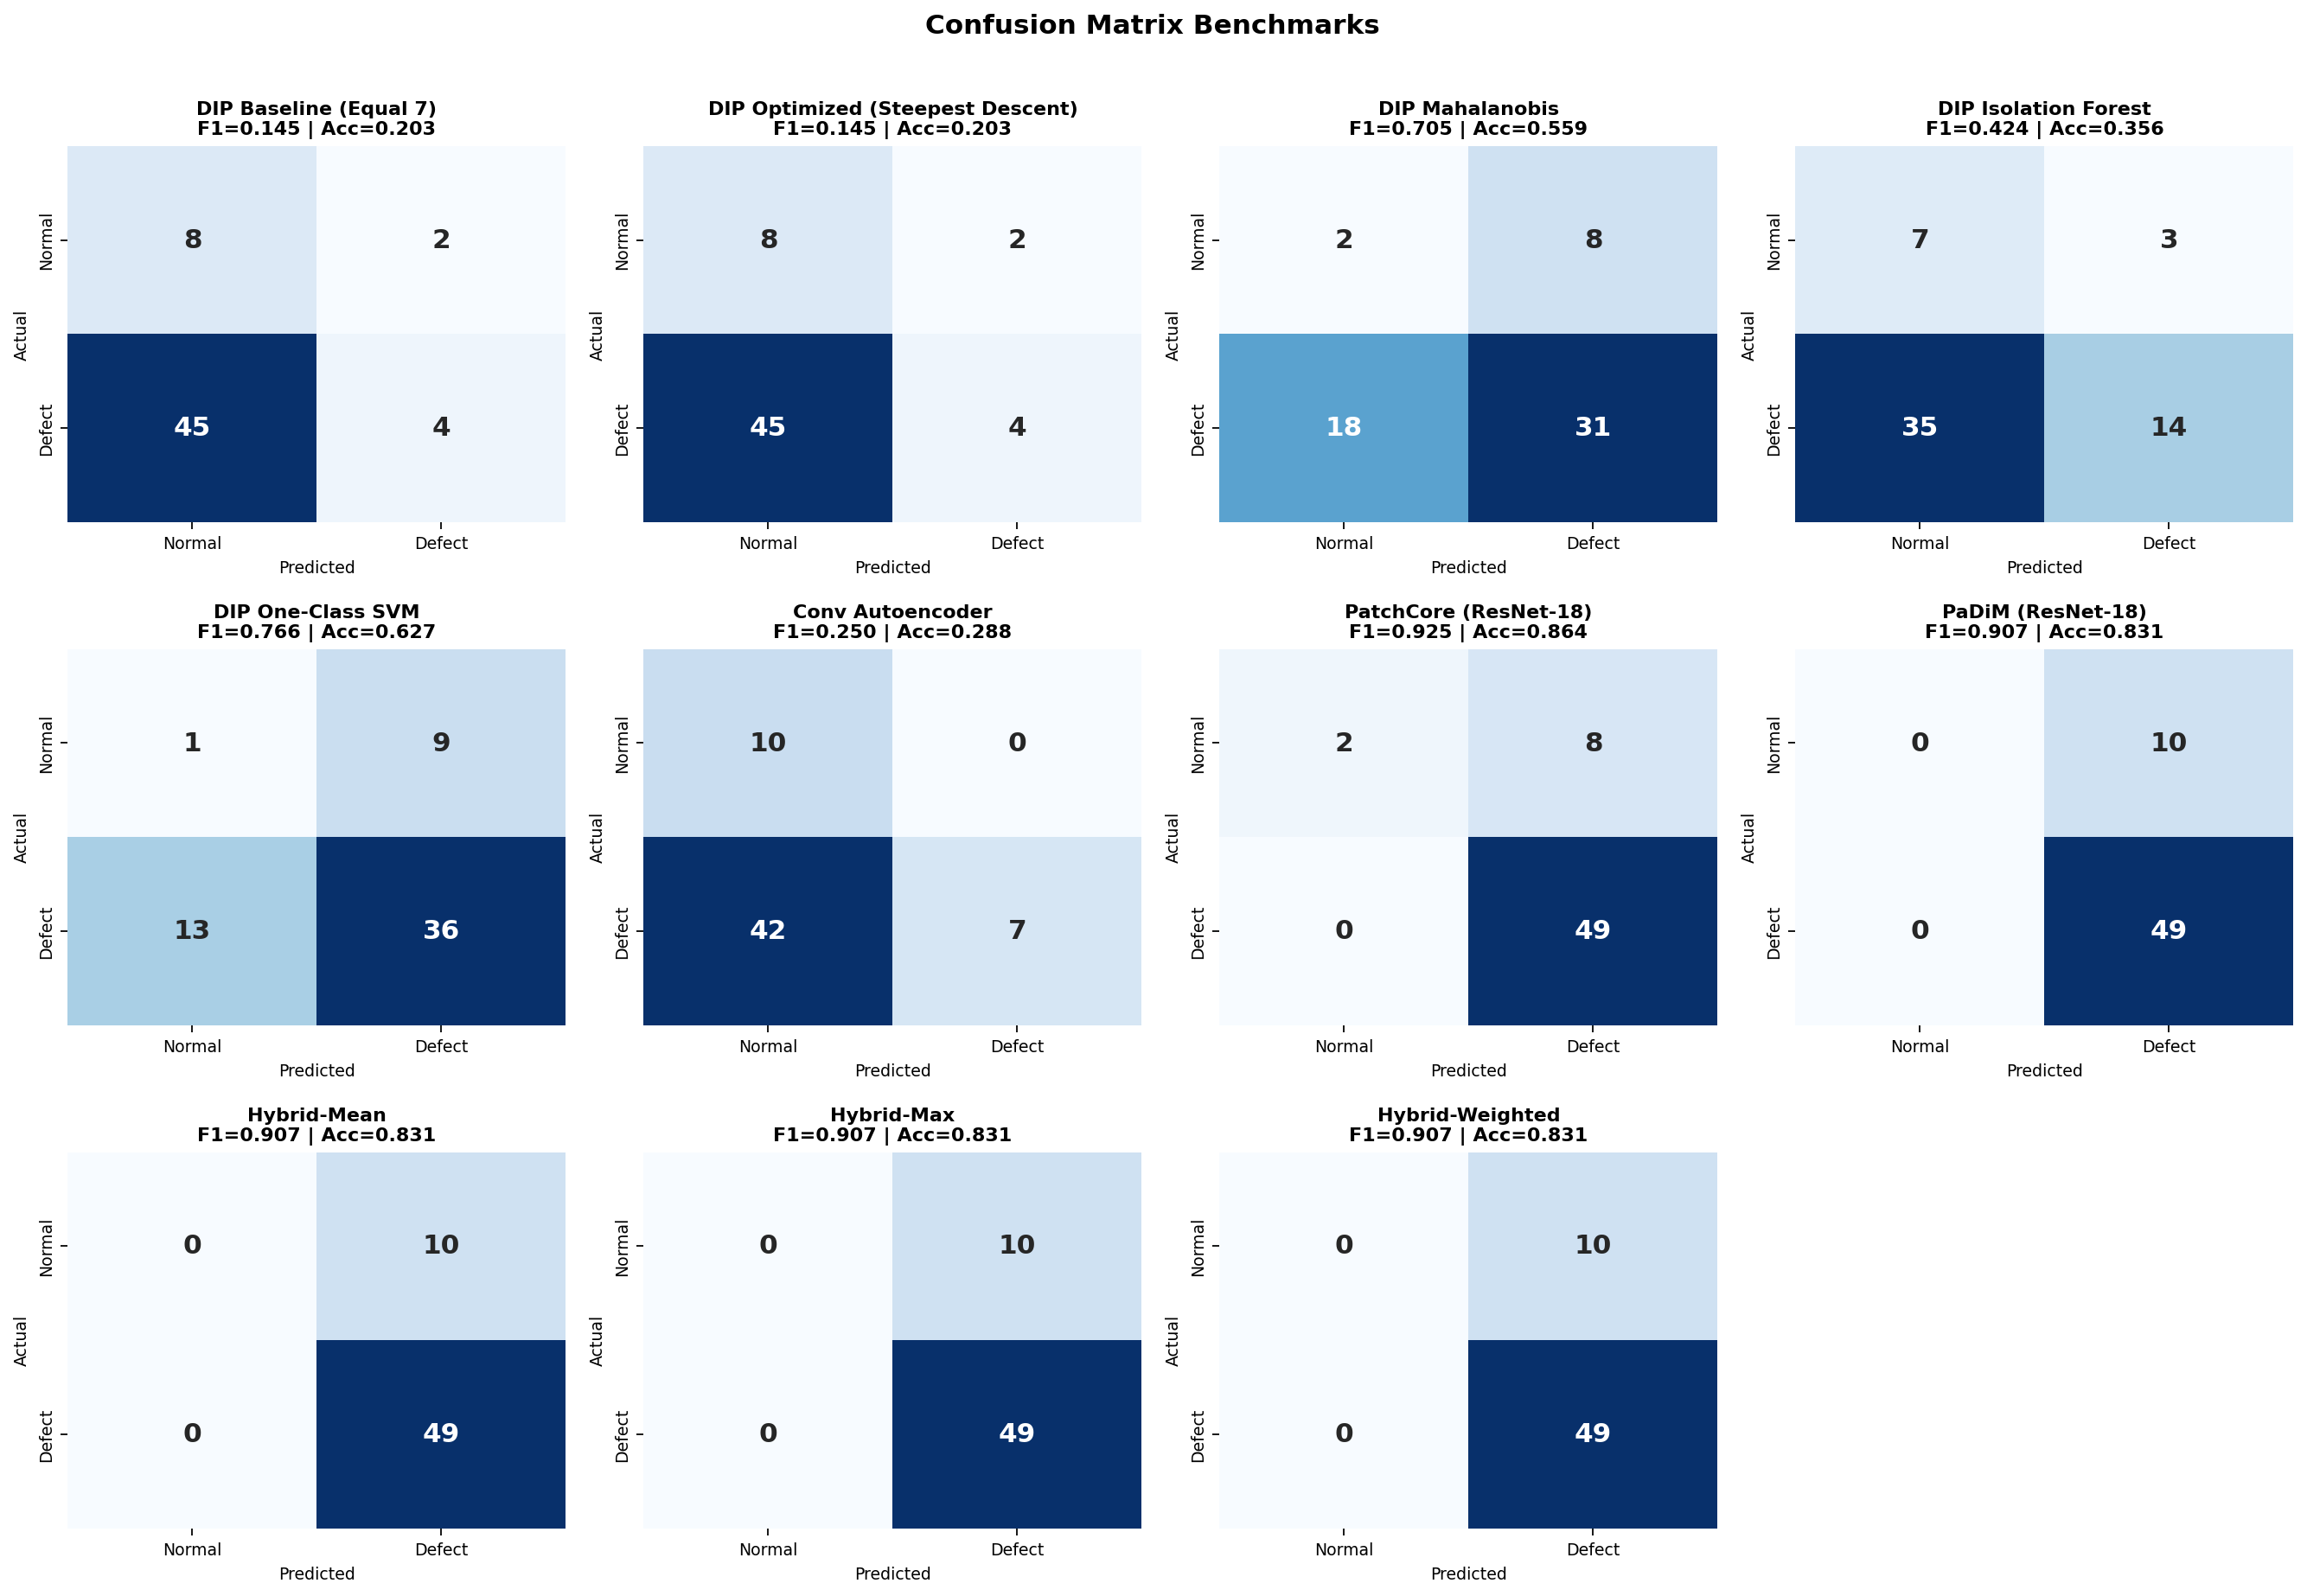 Confusion Matrix Benchmarks
DIP Baseline (Equal 7)
F1=0.145 | Acc=0.203
Actual
Normal
8
2
Defect
45
4
Normal
Defect
Predicted
DIP Optimized (Steepest Descent)
F1=0.145 | Acc=0.203
Actual
Normal
8
2
Defect
45
4
Normal
Defect
Predicted
DIP Mahalanobis
F1=0.705 | Acc=0.559
Actual
Normal
2
8
Defect
18
31
Normal
Defect
Predicted
DIP Isolation Forest
F1=0.424 | Acc=0.356
Actual
Normal
7
3
Defect
35
14
Normal
Defect
Predicted
DIP One-Class SVM
F1=0.766 | Acc=0.627
Actual
Normal
1
9
Defect
13
36
Normal
Defect
Predicted
Conv Autoencoder
F1=0.250 | Acc=0.288
Actual
Normal
10
0
Defect
42
7
Normal
Defect
Predicted
PatchCore (ResNet-18)
F1=0.925 | Acc=0.864
Actual
Normal
2
8
Defect
0
49
Normal
Defect
Predicted
PaDiM (ResNet-18)
F1=0.907 | Acc=0.831
Actual
Normal
0
10
Defect
0
49
Normal
Defect
Predicted
Hybrid-Mean
F1=0.907 | Acc=0.831
Actual
Normal
0
10
Defect
0
49
Normal
Defect
Predicted
Hybrid-Max
F1=0.907 | Acc=0.831
Actual
Normal
0
10
Defect
0
49
Normal
Defect
Predicted
Hybrid-Weighted
F1=0.907 | Acc=0.831
Actual
Normal
0
10
Defect
0
49
Normal
Defect
Predicted